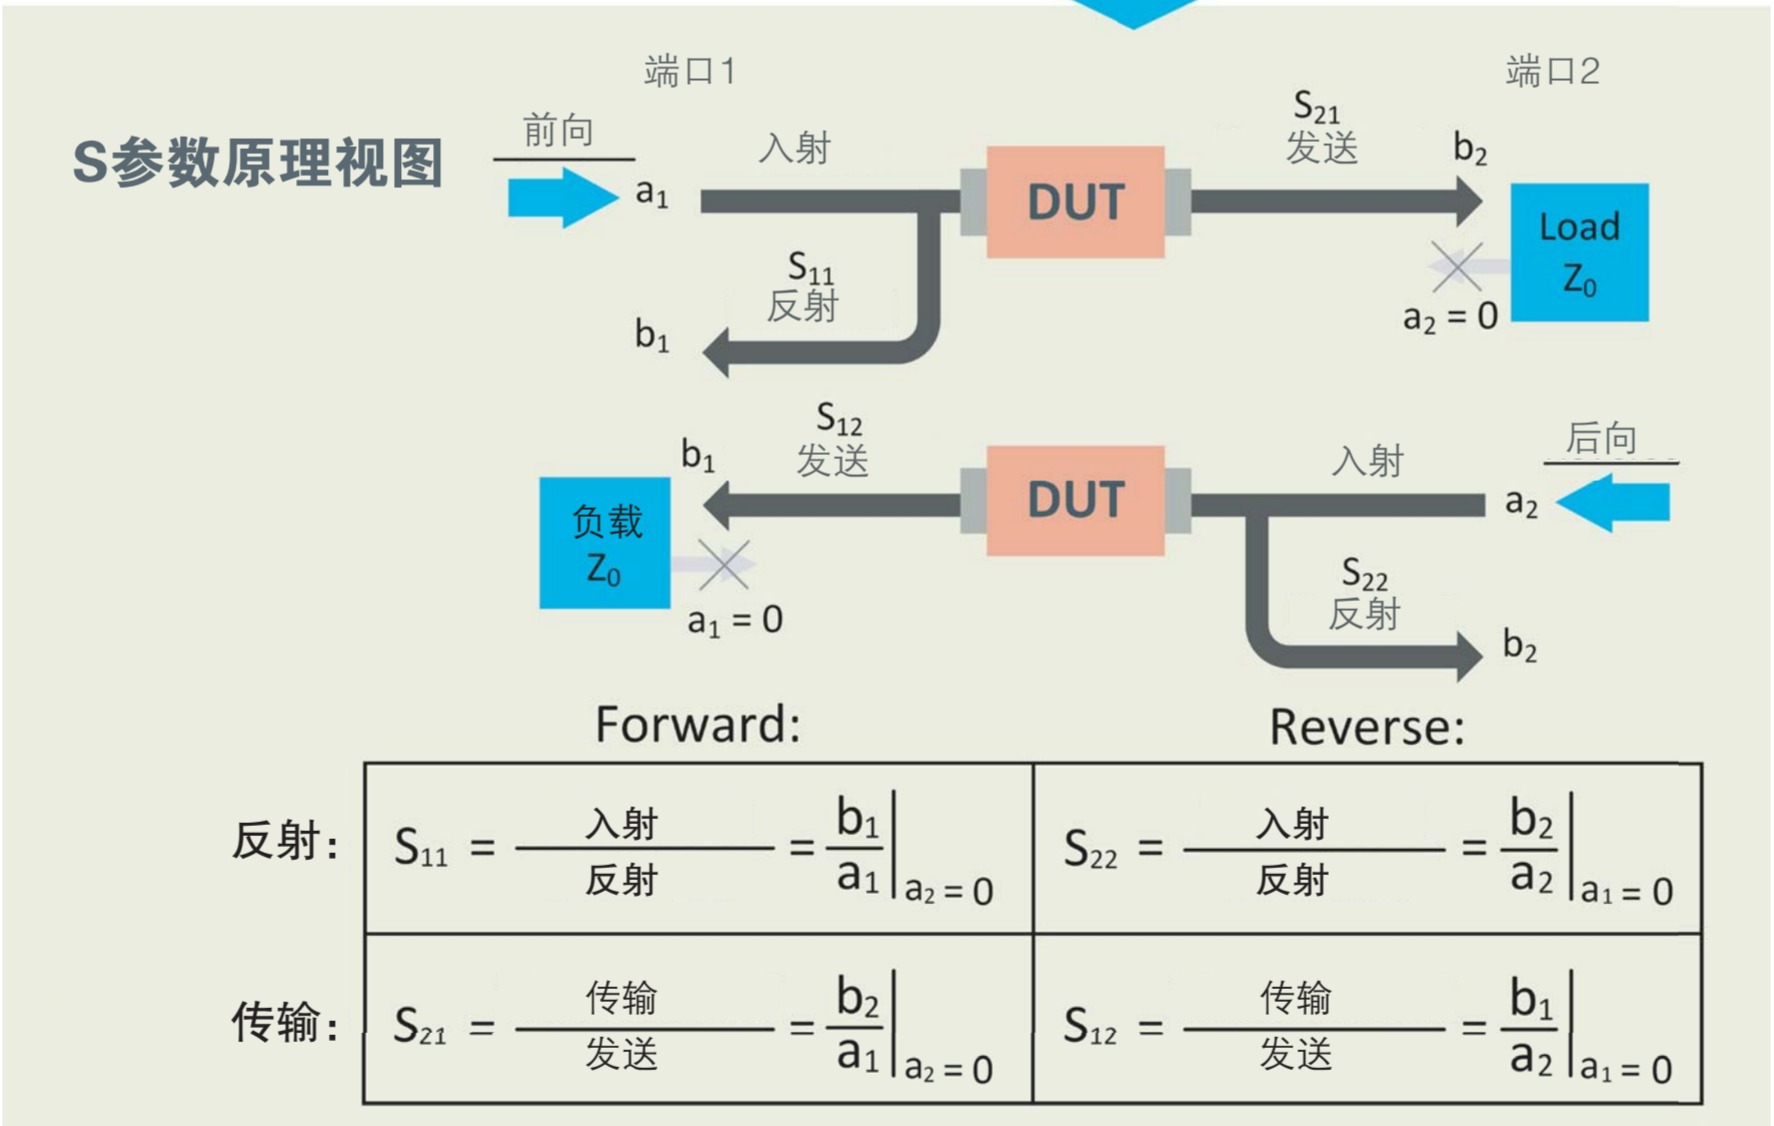 端口1
端口2
S参数原理视图
前向
a1
入射
DUT
S21
发送
b2
Load
Z0
a2 = 0
S11
反射
b1
后向
a2
入射
DUT
S12
发送
b1
负载
Z0
a1 = 0
S22
反射
b2
Forward:
Reverse:
反射:
S11 = 入射 / 反射 = b1 / a1 | a2 = 0
S22 = 入射 / 反射 = b2 / a2 | a1 = 0
传输:
S21 = 传输 / 发送 = b2 / a1 | a2 = 0
S12 = 传输 / 发送 = b1 / a2 | a1 = 0